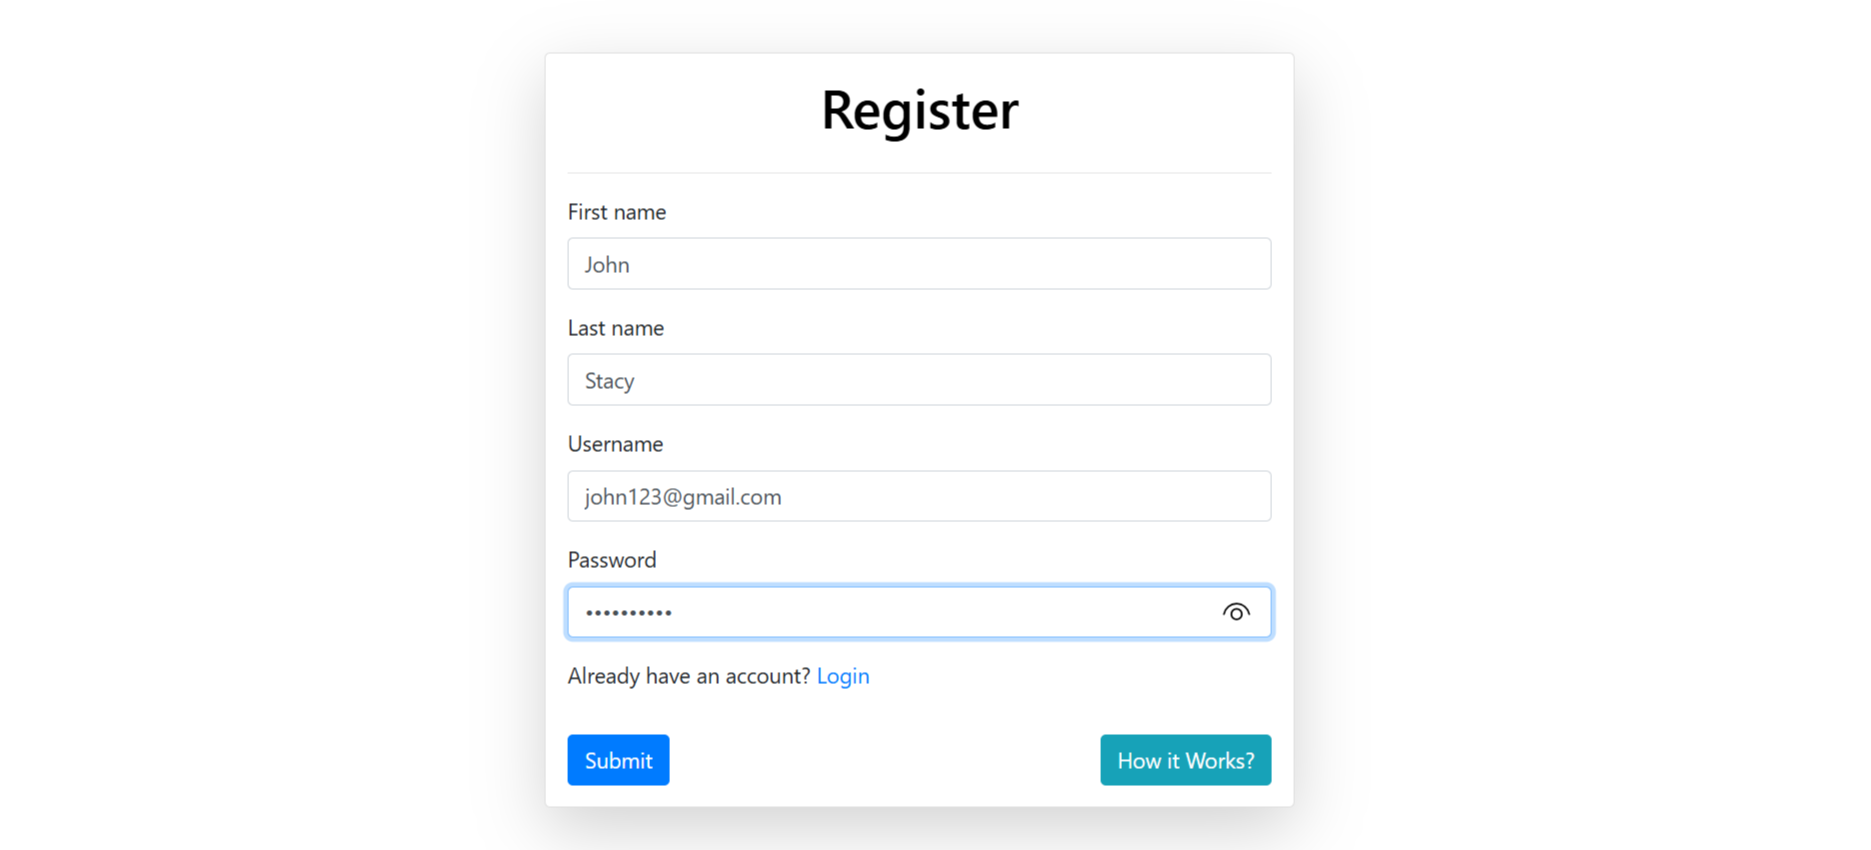 Register
First name
John
Last name
Stacy
Username
john123@gmail.com
Password
••••••••••
Already have an account? Login
Submit
How it Works?